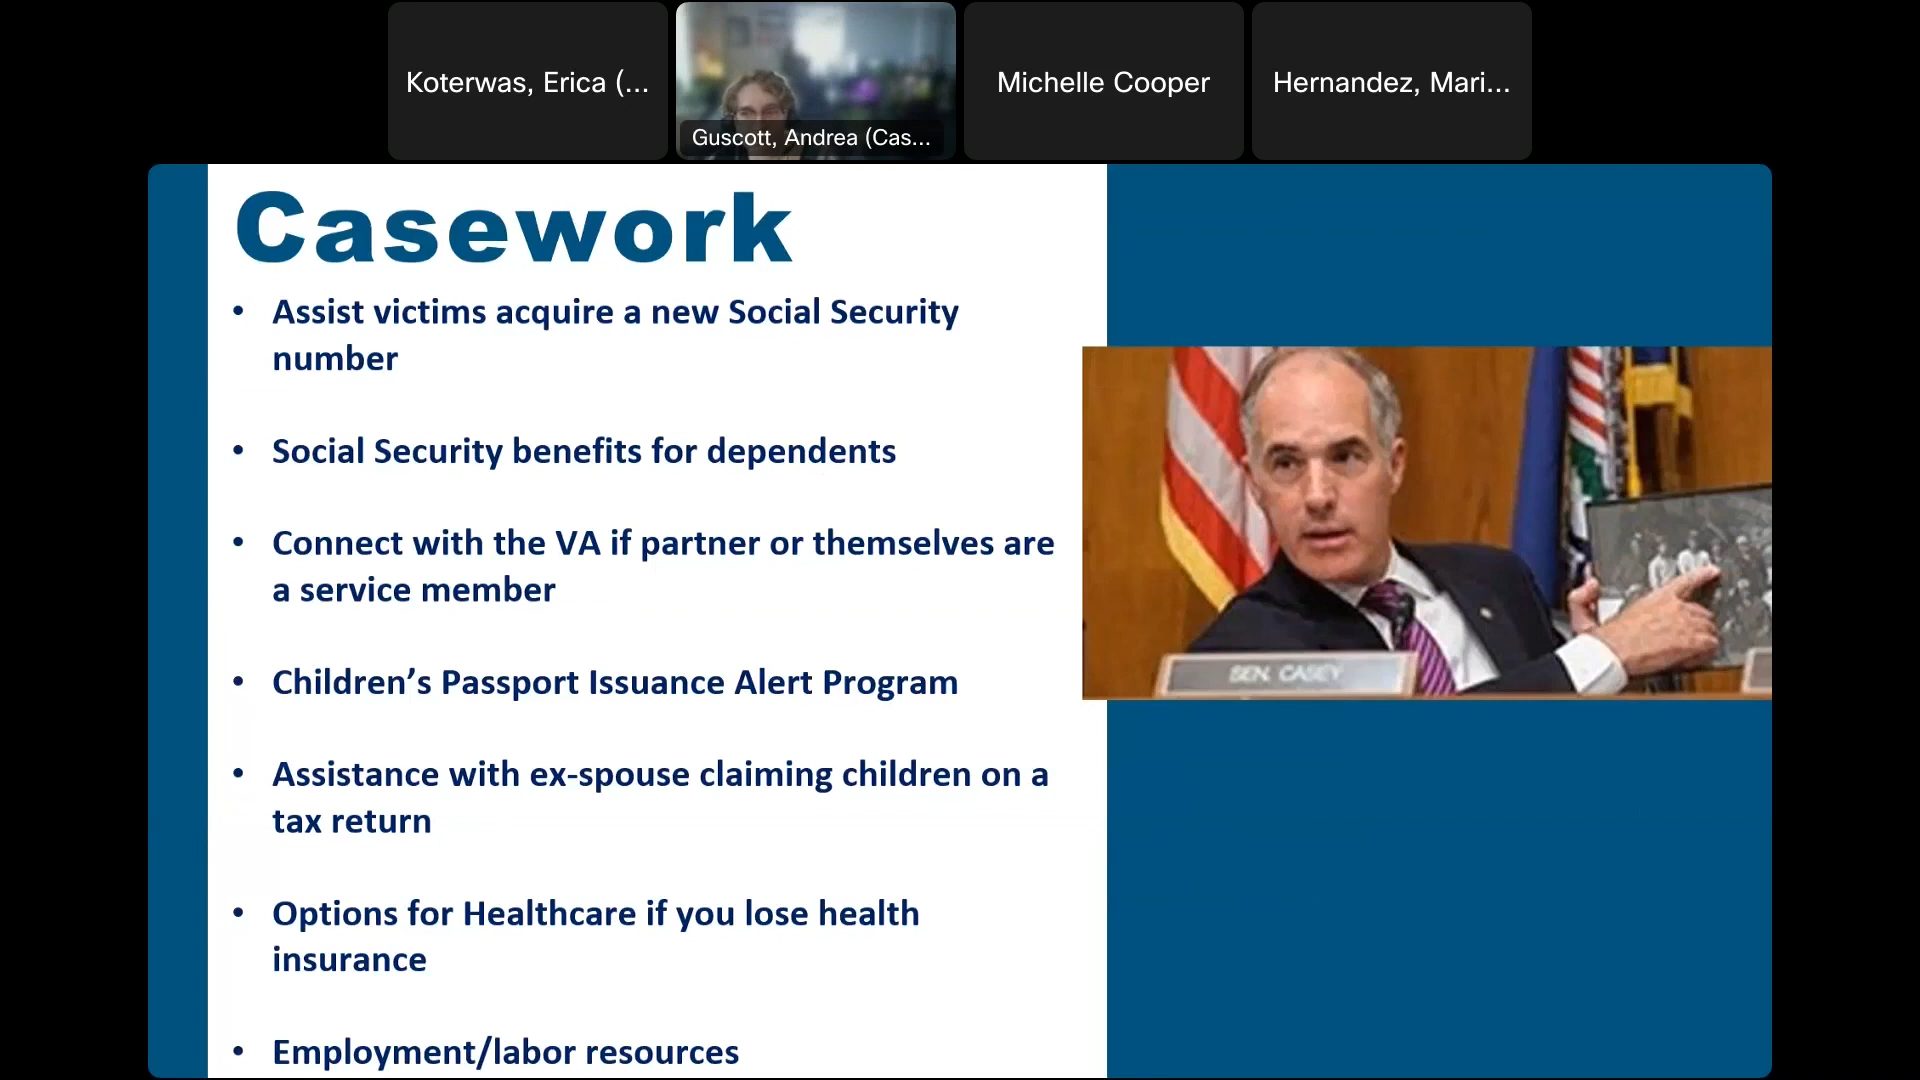 Koterwas, Erica (...
Guscott, Andrea (Cas...
Michelle Cooper
Hernandez, Mari...
Casework
• Assist victims acquire a new Social Security
number
• Social Security benefits for dependents
• Connect with the VA if partner or themselves are
a service member
• Children’s Passport Issuance Alert Program
• Assistance with ex-spouse claiming children on a
tax return
• Options for Healthcare if you lose health
insurance
• Employment/labor resources
SEN. CASEY